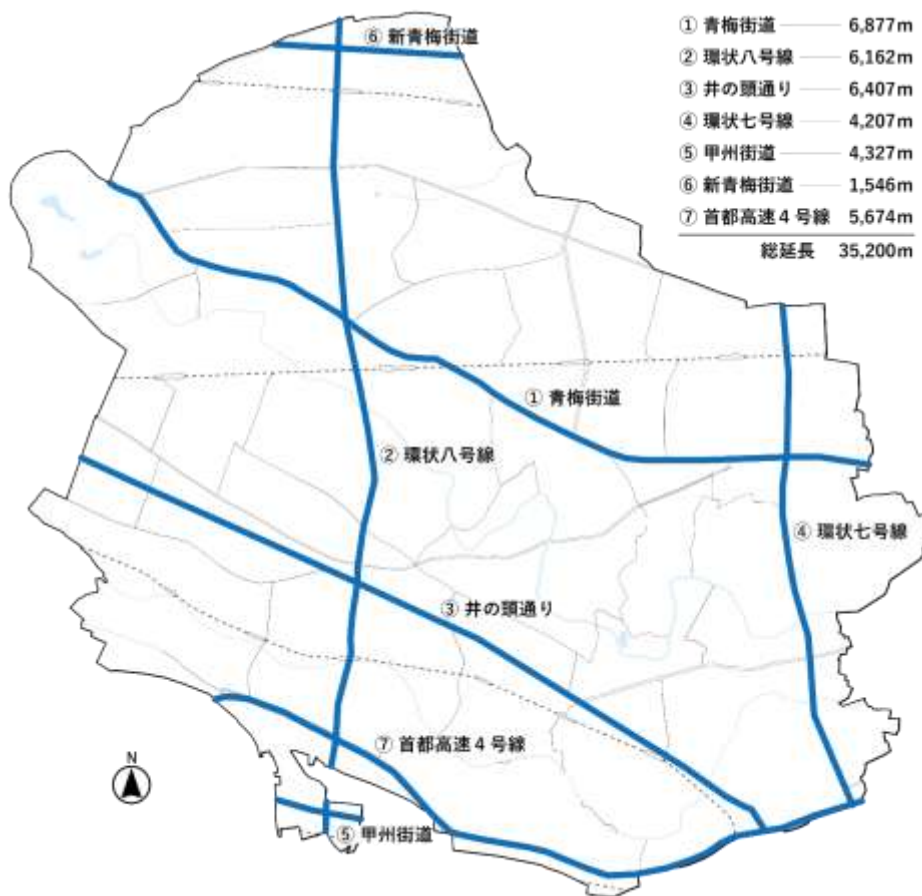 ⑥ 新青梅街道
① 青梅街道 6,877m
② 環状八号線 6,162m
③ 井の頭通り 6,407m
④ 環状七号線 4,207m
⑤ 甲州街道 4,327m
⑥ 新青梅街道 1,546m
⑦ 首都高速4号線 5,674m
総延長 35,200m
① 青梅街道
② 環状八号線
④ 環状七号線
③ 井の頭通り
⑦ 首都高速4号線
N
⑤ 甲州街道